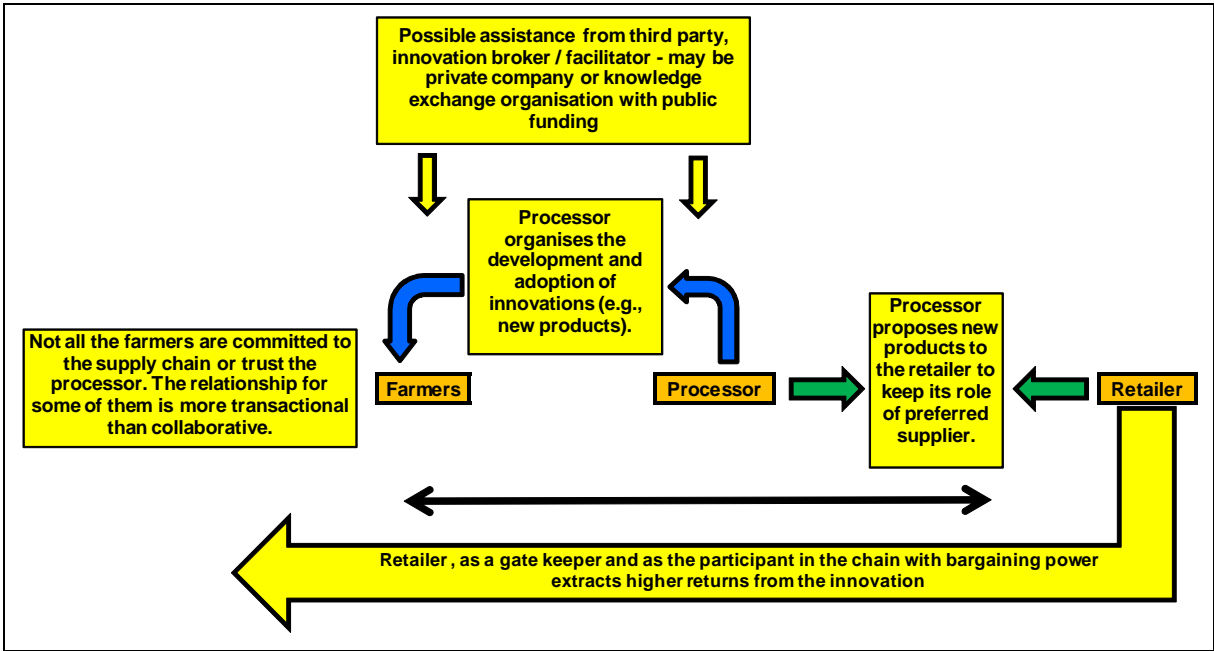 Possible assistance from third party,
innovation broker / facilitator - may be
private company or knowledge
exchange organisation with public
funding
Processor
organises the
development and
adoption of
innovations (e.g.,
new products).
Processor
proposes new
products to
the retailer to
keep its role
of preferred
supplier.
Not all the farmers are committed to
the supply chain or trust the
processor. The relationship for
some of them is more transactional
than collaborative.
Farmers
Processor
Retailer
Retailer , as a gate keeper and as the participant in the chain with bargaining power
extracts higher returns from the innovation